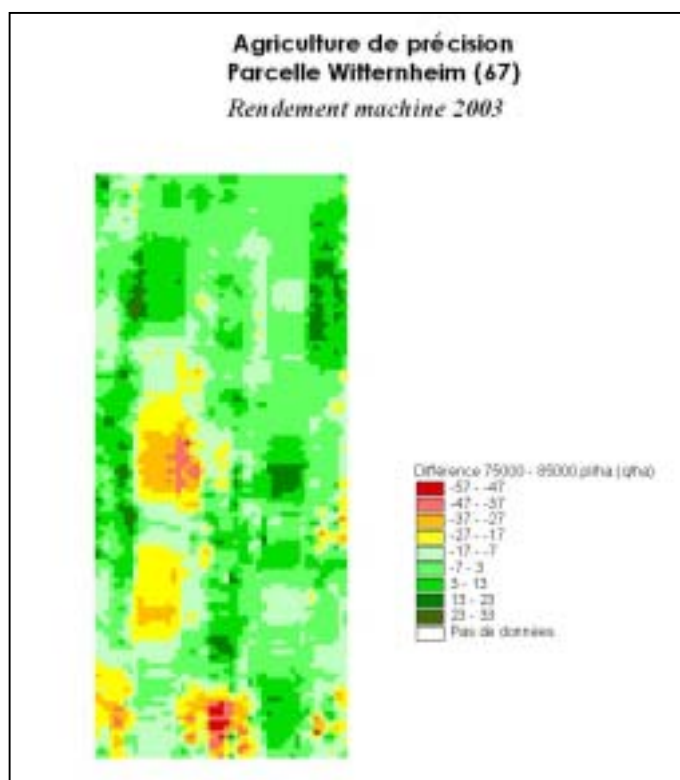 Agriculture de précision
Parcelle Witternheim (67)
Rendement machine 2003
Différence 75000 - 85000 pl/ha (q/ha)
-57 - -47
-47 - -37
-37 - -27
-27 - -17
-17 - -7
-7 - 3
3 - 13
13 - 23
23 - 33
Pas de données